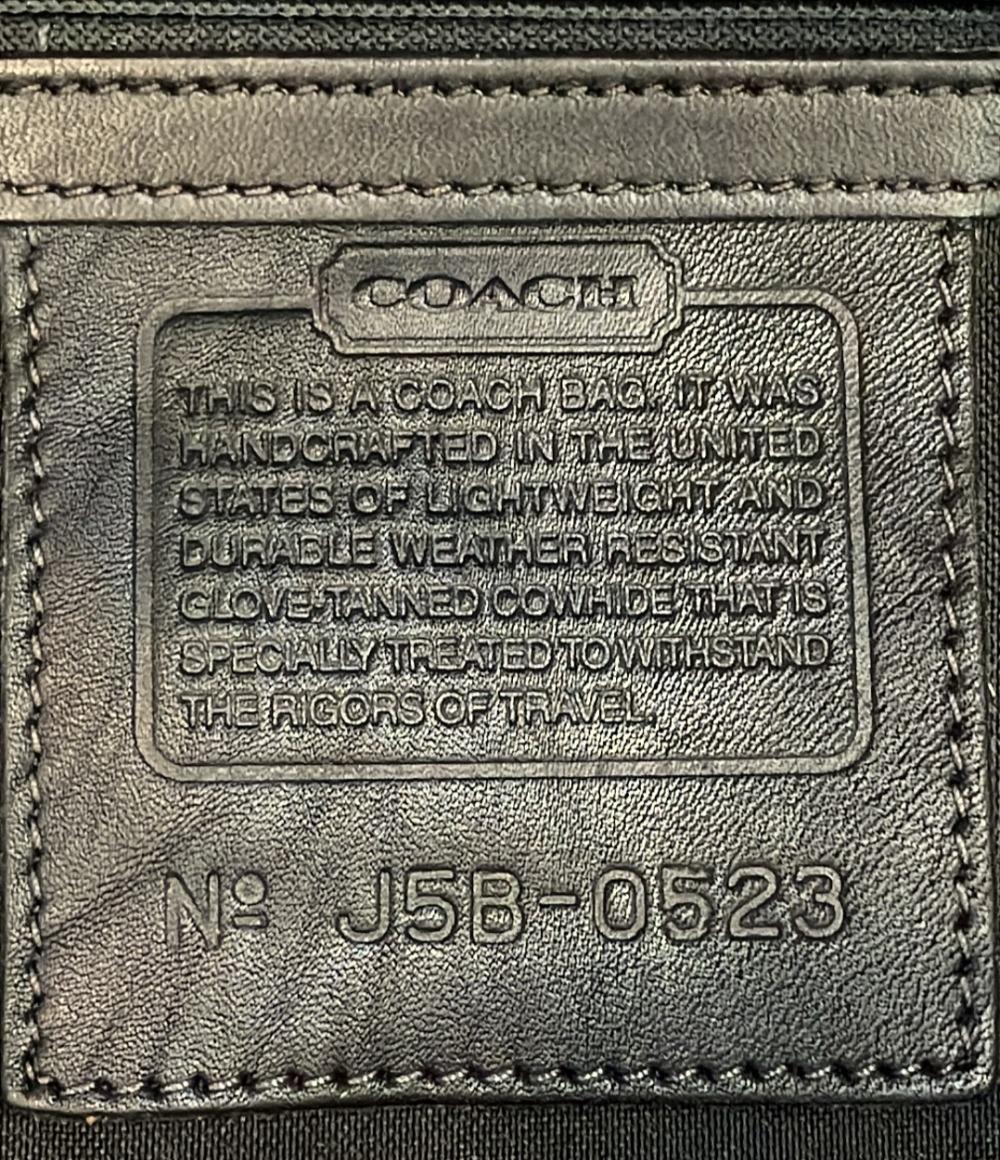 COACH
THIS IS A COACH BAG. IT WAS
HANDCRAFTED IN THE UNITED
STATES OF LIGHTWEIGHT AND
DURABLE WEATHER RESISTANT
GLOVE-TANNED COWHIDE THAT IS
SPECIALLY TREATED TO WITHSTAND
THE RIGORS OF TRAVEL.
Nº J5B-0523